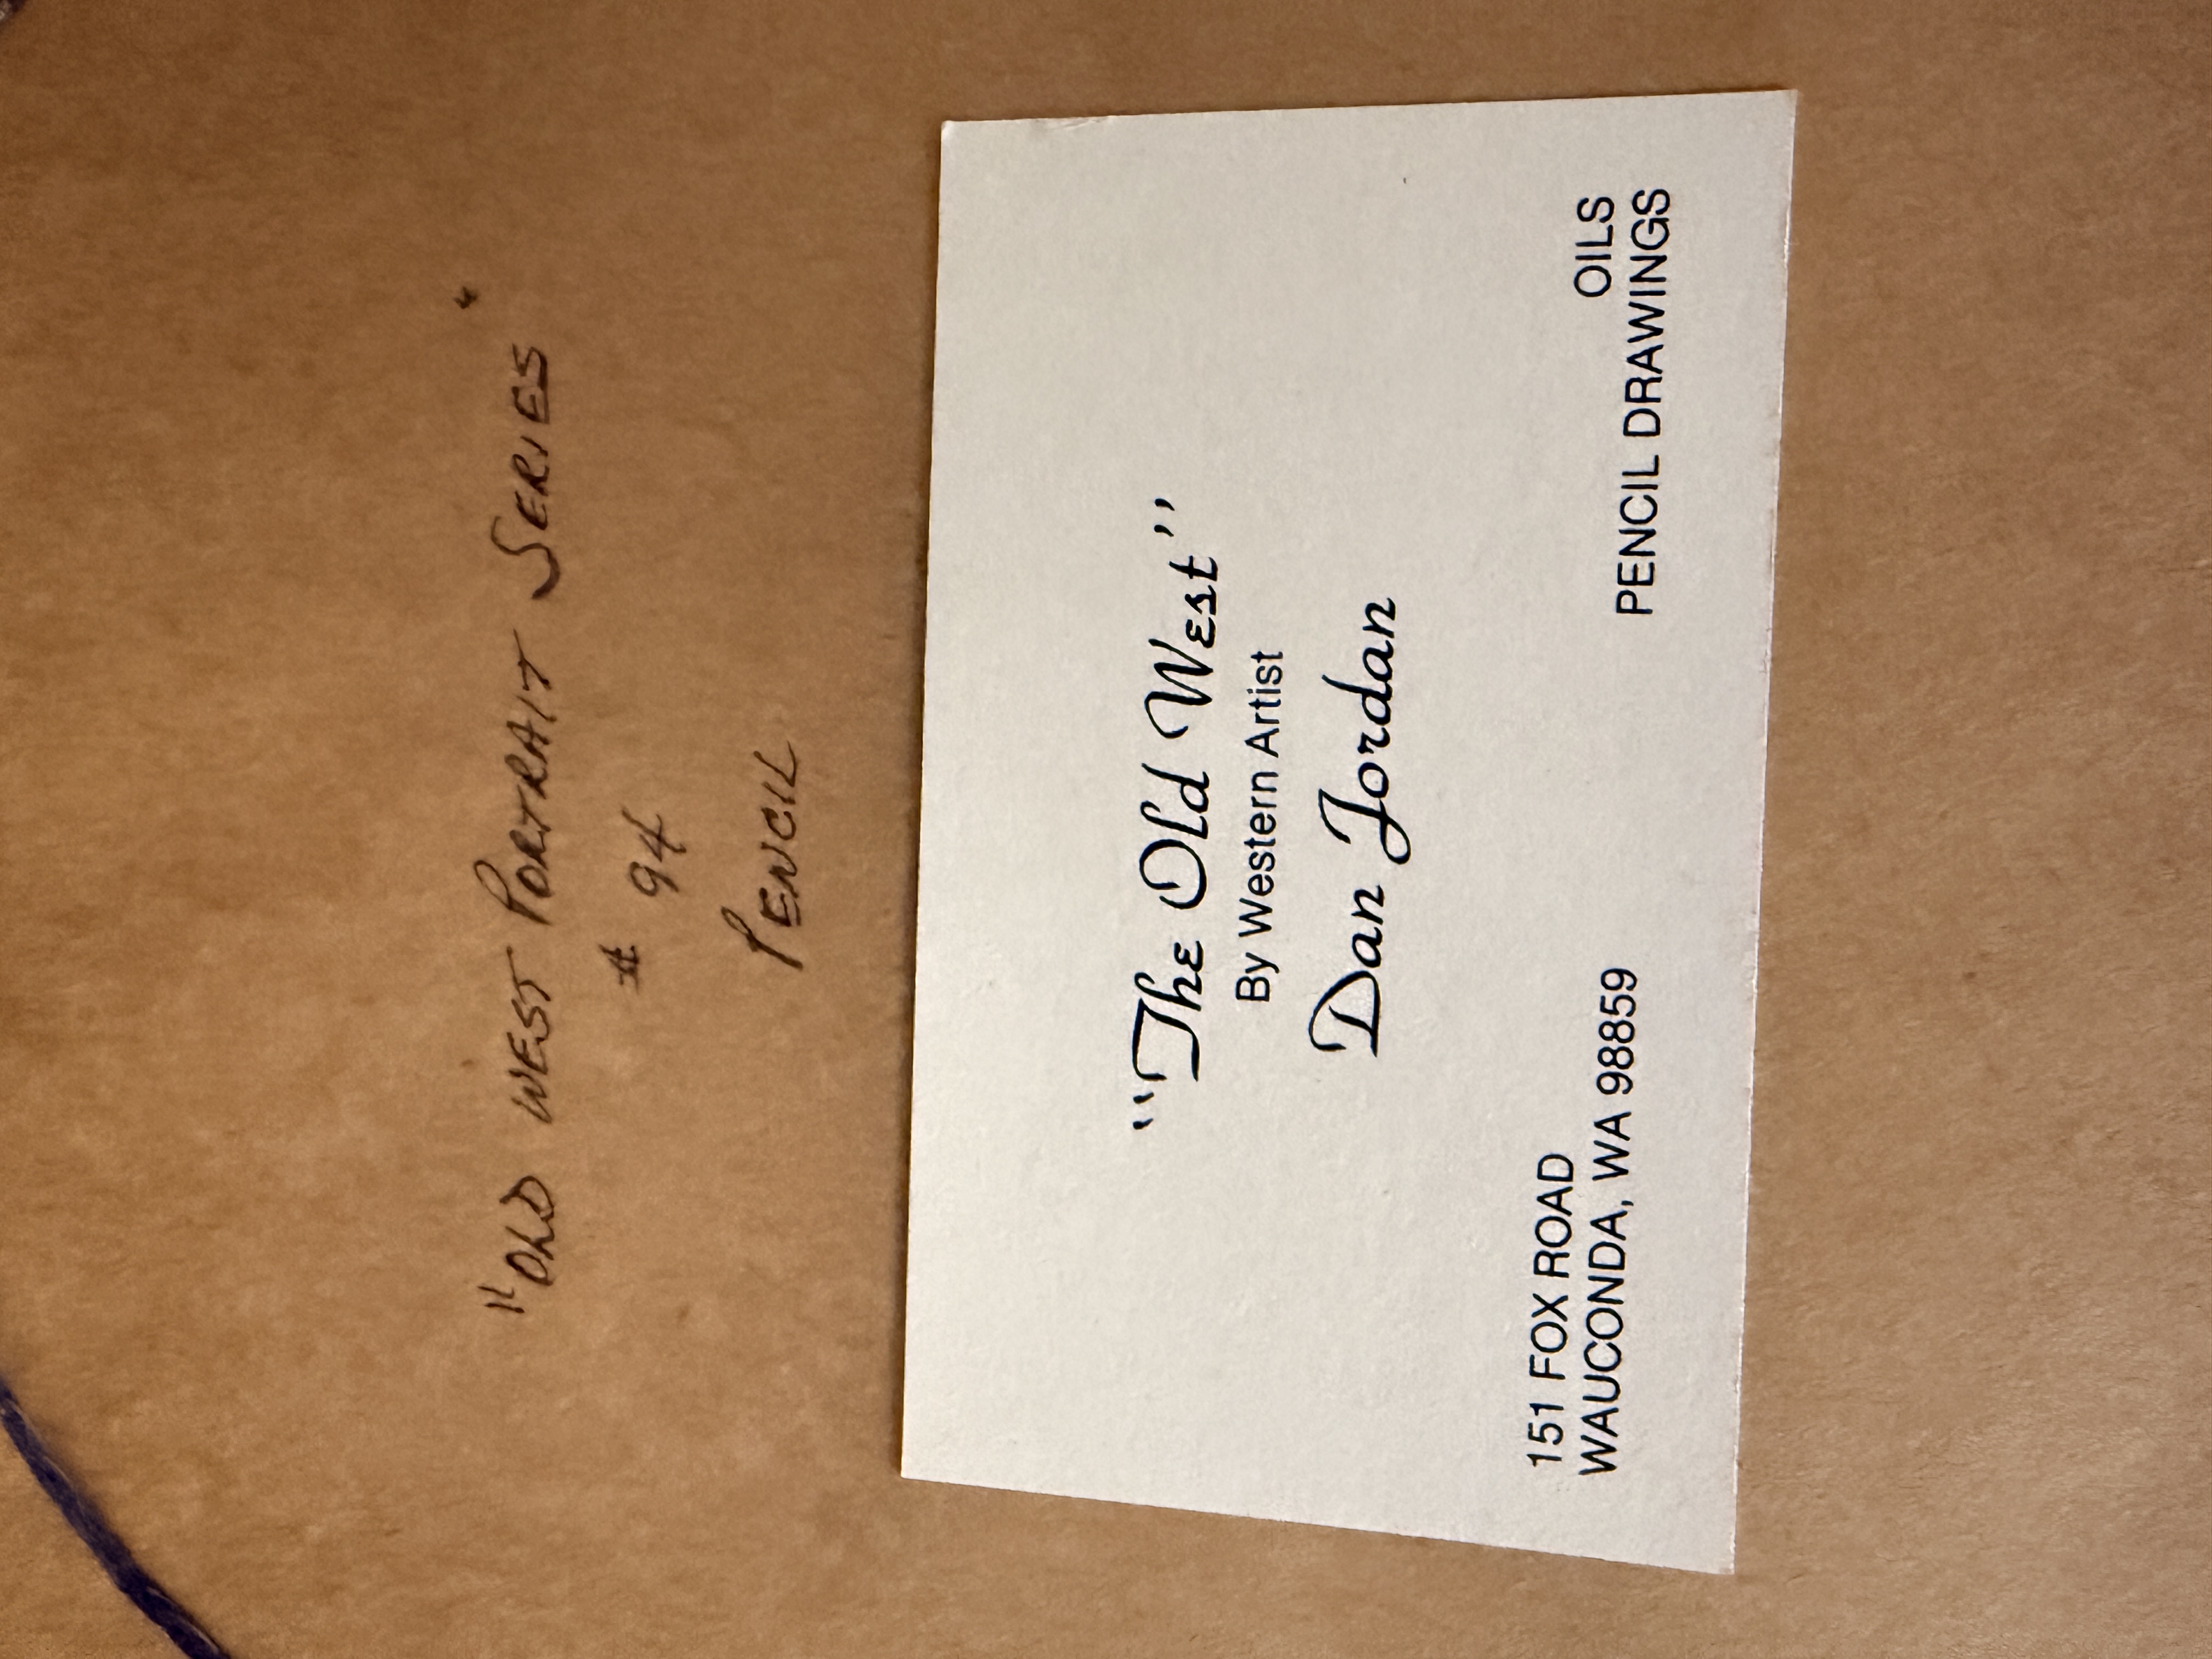 "OLD WEST PORTRAIT SERIES"
# 94
PENCIL
"The Old West"
By Western Artist
Dan Jordan
151 FOX ROAD
WAUCONDA, WA 98859
OILS
PENCIL DRAWINGS